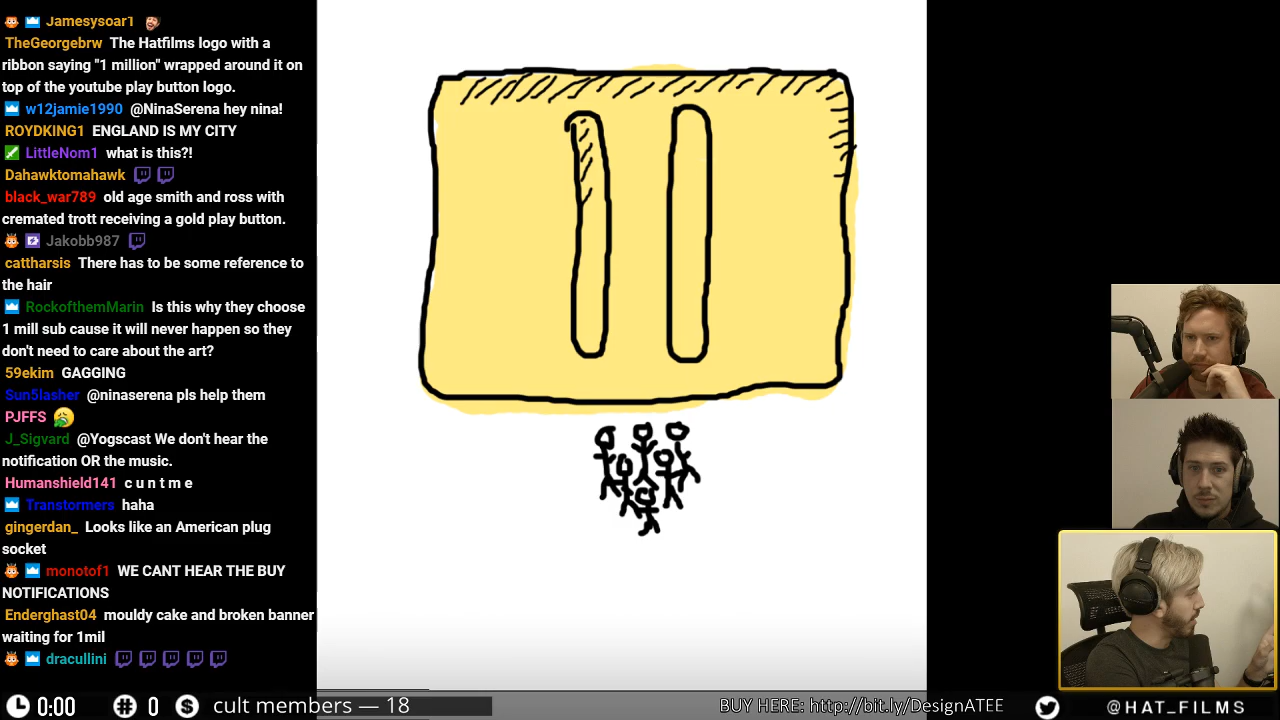 Jamesysoar1
TheGeorgebrw The Hatfilms logo with a
ribbon saying "1 million" wrapped around it on
top of the youtube play button logo.
w12jamie1990 @NinaSerena hey nina!
ROYDKING1 ENGLAND IS MY CITY
LittleNom1 what is this?!
Dahawktomahawk
black_war789 old age smith and ross with
cremated trott receiving a gold play button.
Jakobb987
cattharsis There has to be some reference to
the hair
RockofthemMarin Is this why they choose
1 mill sub cause it will never happen so they
don't need to care about the art?
59ekim GAGGING
Sun5lasher @ninaserena pls help them
PJFFS
J_Sigvard @Yogscast We don't hear the
notification OR the music.
Humanshield141 c u n t m e
Transtormers haha
gingerdan_ Looks like an American plug
socket
monotof1 WE CANT HEAR THE BUY
NOTIFICATIONS
Enderghast04 mouldy cake and broken banner
waiting for 1mil
dracullini
0:00 # 0 $ cult members — 18 BUY HERE: http://bit.ly/DesignATEE @HAT_FILMS